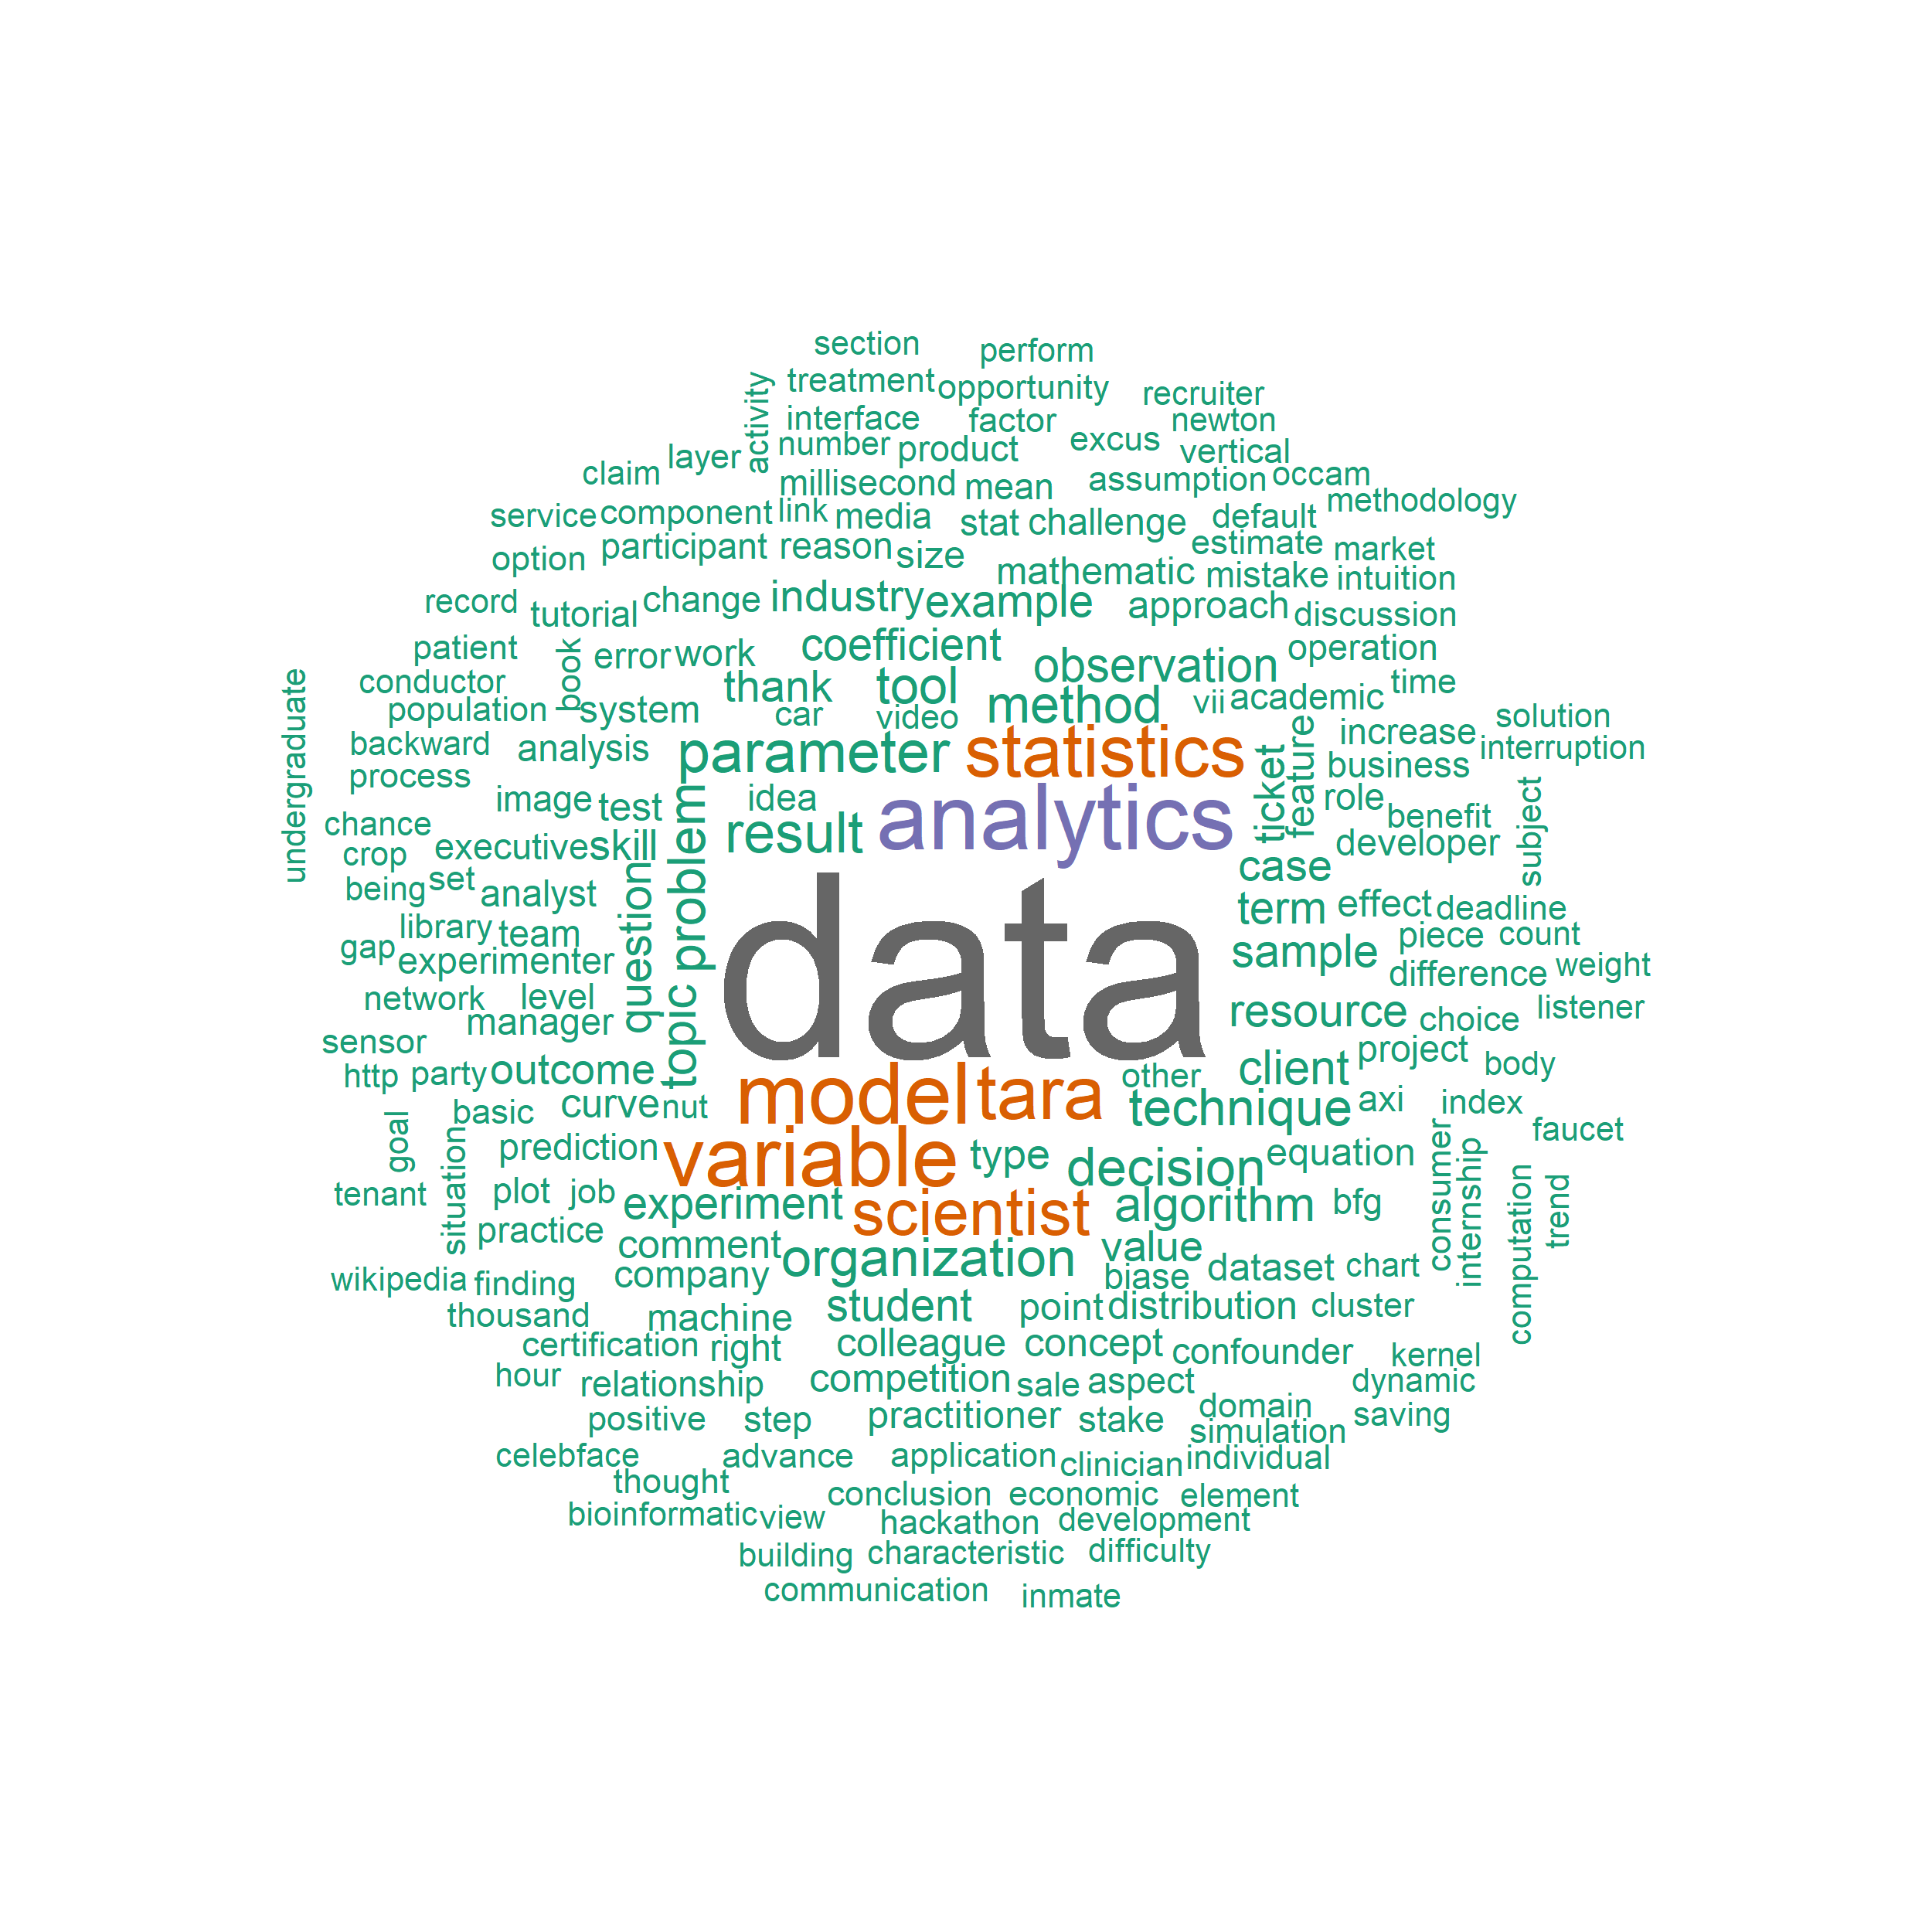 section
perform
treatment
opportunity
recruiter
activity
interface
factor
newton
number
product
excus
vertical
layer
claim
millisecond
mean
assumption
occam
methodology
service
component
link
media
stat
challenge
default
estimate
market
option
participant
reason
size
mathematic
mistake
intuition
record
tutorial
change
industry
example
approach
discussion
patient
book
error
work
coefficient
observation
operation
undergraduate
conductor
thank
tool
method
vii
academic
time
population
system
car
video
solution
backward
analysis
parameter
statistics
ticket
feature
increase
interruption
process
business
image
test
problem
idea
analytics
role
benefit
subject
chance
executive
skill
result
developer
crop
case
being
set
analyst
question
data
term
effect
deadline
library
team
piece
count
gap
experimenter
sample
difference
weight
network
level
topic
resource
choice
listener
manager
sensor
http
party
outcome
client
project
body
model
tara
other
technique
axi
index
goal
basic
curve
nut
faucet
situation
prediction
variable
type
decision
equation
consumer
internship
computation
trend
tenant
plot
job
experiment
scientist
algorithm
bfg
practice
comment
organization
value
wikipedia
finding
company
biase
dataset
chart
thousand
machine
student
point
distribution
cluster
certification
right
colleague
concept
confounder
kernel
hour
relationship
competition
sale
aspect
dynamic
positive
step
practitioner
stake
domain
simulation
saving
celebface
advance
application
clinician
individual
thought
conclusion
economic
element
bioinformatic
view
hackathon
development
building
characteristic
difficulty
communication
inmate